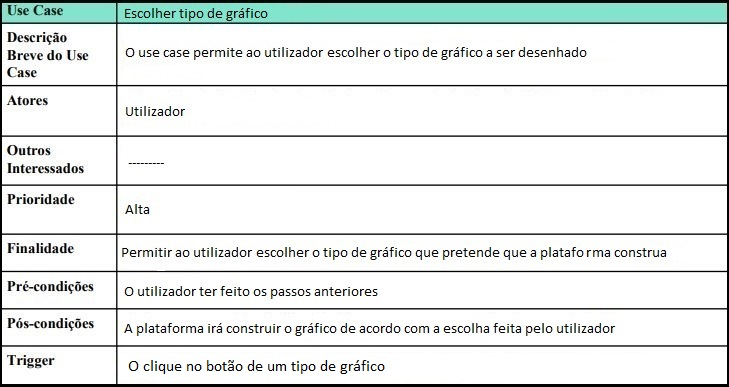 Use Case Escolher tipo de gráfico
Descrição
Breve do Use
Case
O use case permite ao utilizador escolher o tipo de gráfico a ser desenhado
Atores
Utilizador
Outros
Interessados
---------
Prioridade
Alta
Finalidade
Permitir ao utilizador escolher o tipo de gráfico que pretende que a platafo rma construa
Pré-condições
O utilizador ter feito os passos anteriores
Pós-condições
A plataforma irá construir o gráfico de acordo com a escolha feita pelo utilizador
Trigger
O clique no botão de um tipo de gráfico